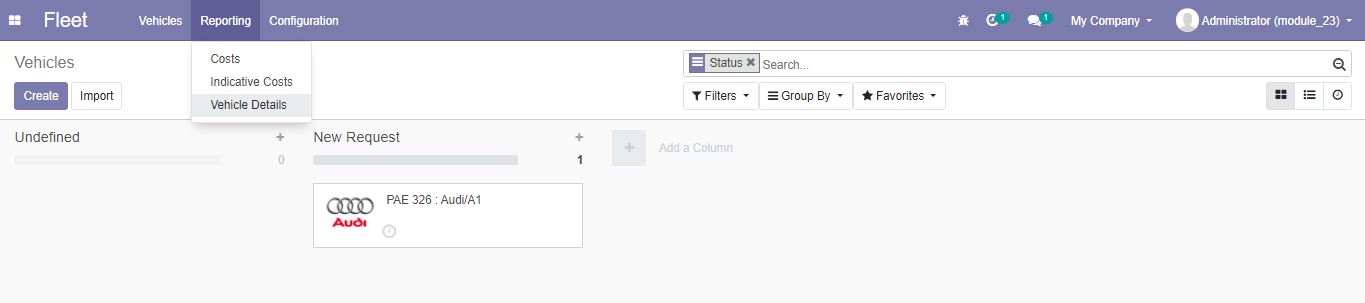 Fleet Vehicles Reporting Configuration 1 1 My Company Administrator (module_23)
Costs
Indicative Costs
Vehicle Details
Vehicles
Status Search...
Create Import
Filters Group By Favorites
Undefined +
0
New Request +
1
+ Add a Column
PAE 326 : Audi/A1
Audi